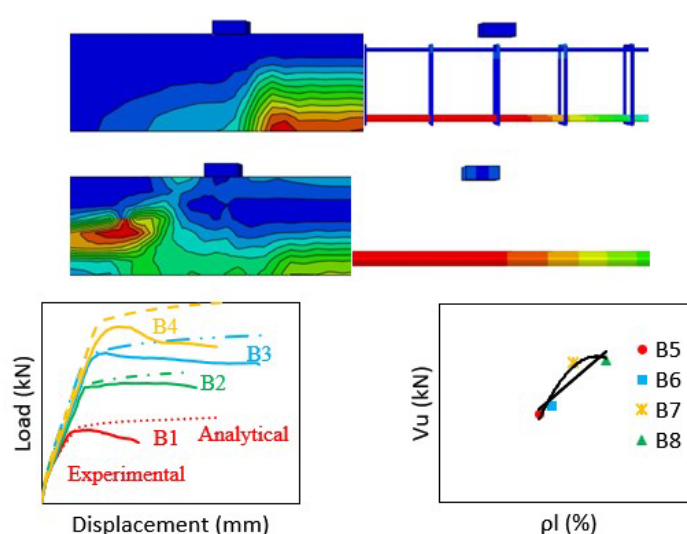 Load (kN)
B4
B3
B2
B1
Analytical
Experimental
Displacement (mm)
Vu (kN)
B5
B6
B7
B8
ρl (%)